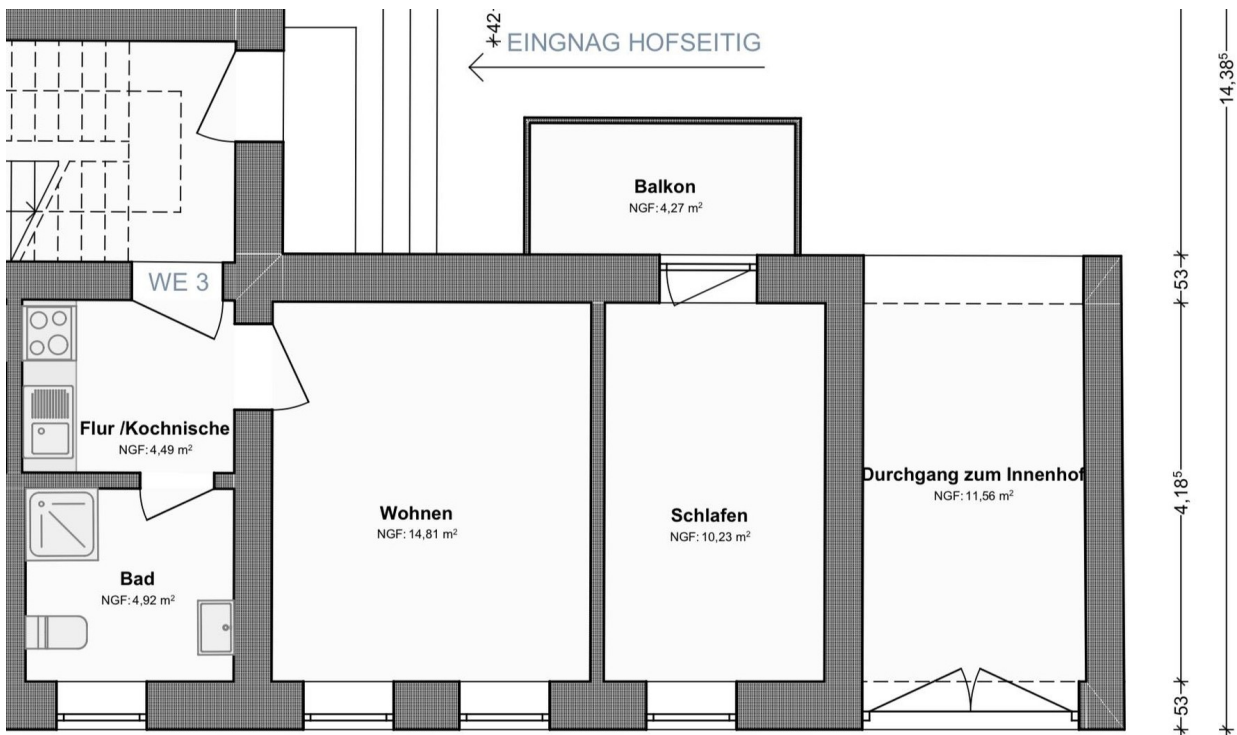 42
EINGNAG HOFSEITIG
14,38⁵
Balkon
NGF: 4,27 m²
WE 3
53
Flur /Kochnische
NGF: 4,49 m²
Durchgang zum Innenhof
NGF: 11,56 m²
4,18⁵
Wohnen
NGF: 14,81 m²
Schlafen
NGF: 10,23 m²
Bad
NGF: 4,92 m²
53